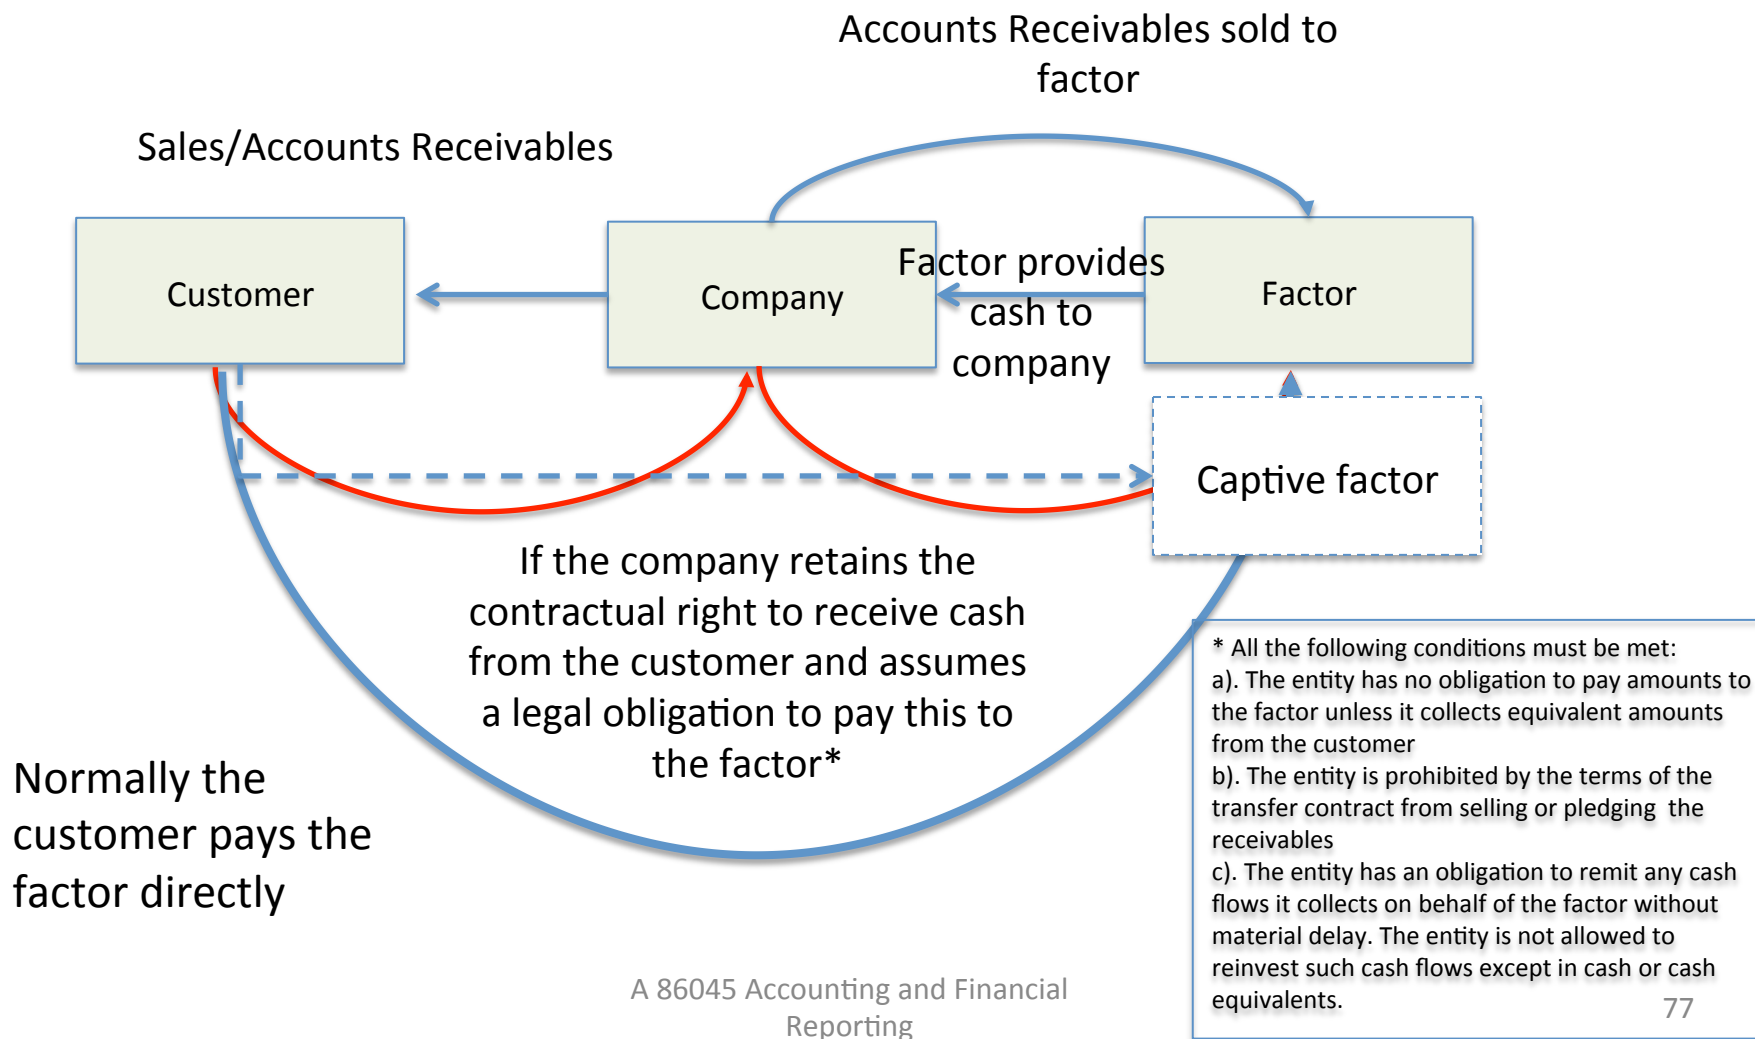 Accounts Receivables sold to
factor
Sales/Accounts Receivables
Customer
Company
Factor provides
cash to
company
Factor
Captive factor
If the company retains the
contractual right to receive cash
from the customer and assumes
a legal obligation to pay this to
the factor*
Normally the
customer pays the
factor directly
* All the following conditions must be met:
a). The entity has no obligation to pay amounts to
the factor unless it collects equivalent amounts
from the customer
b). The entity is prohibited by the terms of the
transfer contract from selling or pledging the
receivables
c). The entity has an obligation to remit any cash
flows it collects on behalf of the factor without
material delay. The entity is not allowed to
reinvest such cash flows except in cash or cash
equivalents.
A 86045 Accounting and Financial
Reporting
77